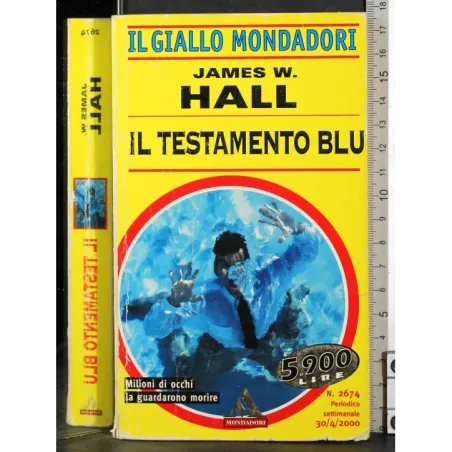 IL GIALLO MONDADORI
JAMES W.
HALL
IL TESTAMENTO BLU
Milioni di occhi
la guardarono morire
5.900
LIRE
N. 2674
Periodico
settimanale
30/4/2000
MONDADORI
2674
JAMES W.
HALL
IL TESTAMENTO BLU